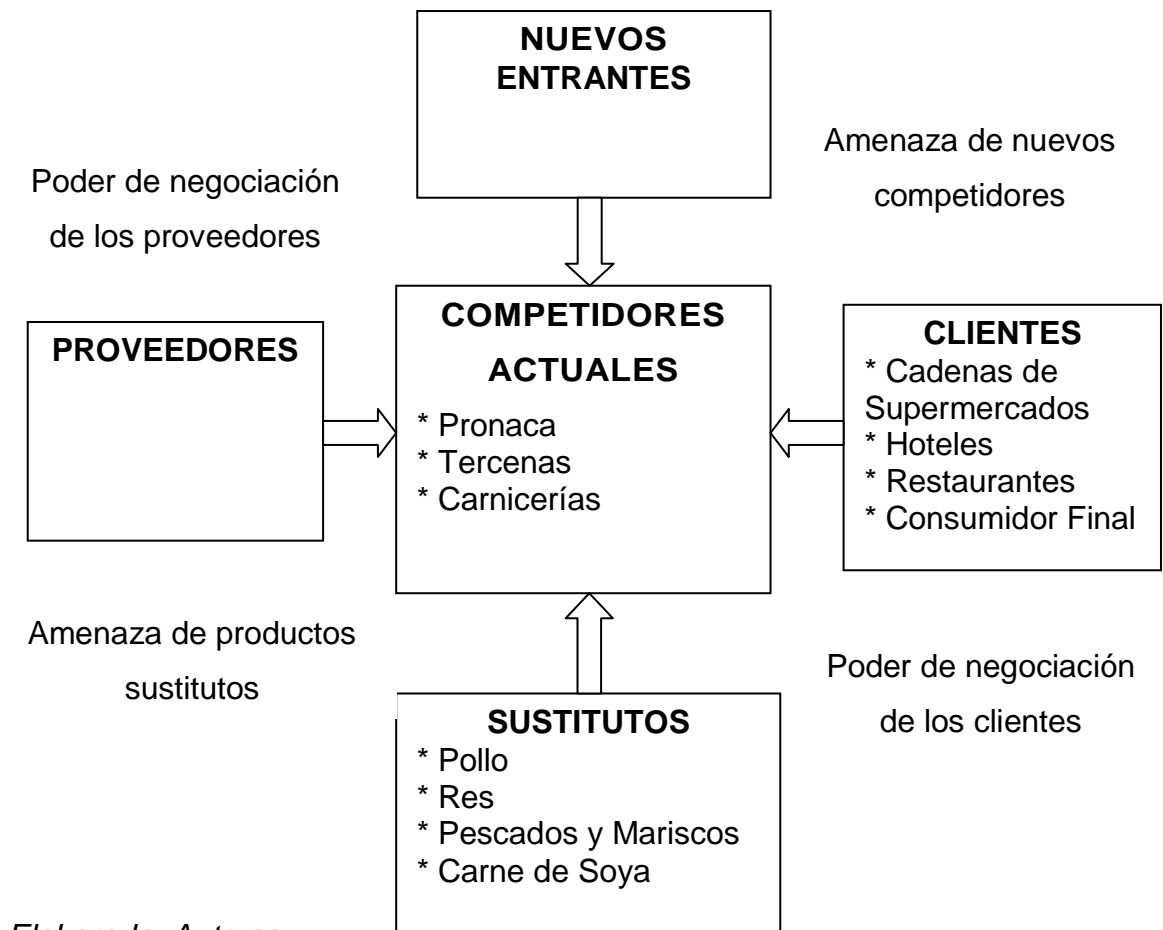 NUEVOS
ENTRANTES
Amenaza de nuevos
competidores
Poder de negociación
de los proveedores
PROVEEDORES
COMPETIDORES
ACTUALES
* Pronaca
* Tercenas
* Carnicerías
CLIENTES
* Cadenas de
Supermercados
* Hoteles
* Restaurantes
* Consumidor Final
Amenaza de productos
sustitutos
Poder de negociación
de los clientes
SUSTITUTOS
* Pollo
* Res
* Pescados y Mariscos
* Carne de Soya